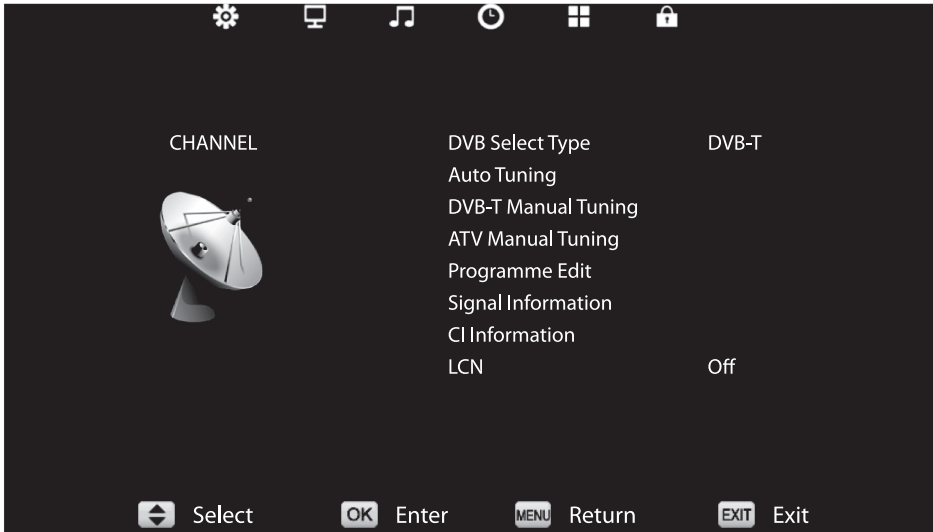 CHANNEL
DVB Select Type DVB-T
Auto Tuning
DVB-T Manual Tuning
ATV Manual Tuning
Programme Edit
Signal Information
CI Information
LCN Off
Select OK Enter MENU Return EXIT Exit